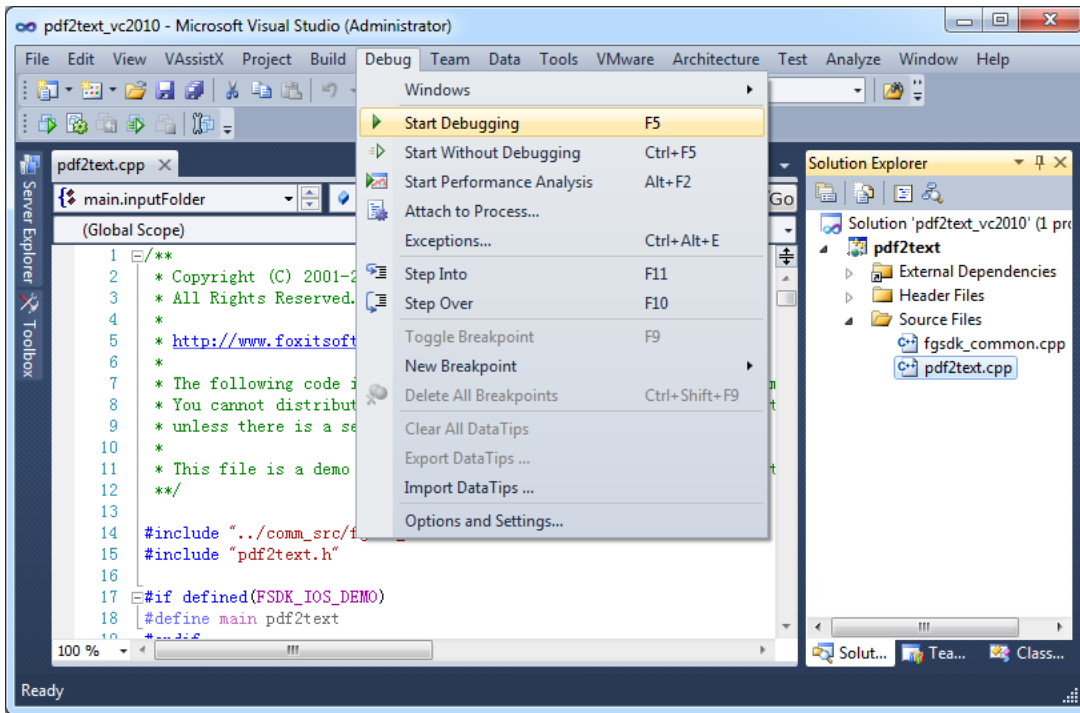 pdf2text_vc2010 - Microsoft Visual Studio (Administrator)
File Edit View VAssistX Project Build Debug Team Data Tools VMware Architecture Test Analyze Window Help
Windows
Start Debugging F5
Start Without Debugging Ctrl+F5
Start Performance Analysis Alt+F2
Attach to Process...
Exceptions... Ctrl+Alt+E
Step Into F11
Step Over F10
Toggle Breakpoint F9
New Breakpoint
Delete All Breakpoints Ctrl+Shift+F9
Clear All DataTips
Export DataTips ...
Import DataTips ...
Options and Settings...
Server Explorer
Toolbox
pdf2text.cpp
main.inputFolder
Go
(Global Scope)
1 /**
2 * Copyright (C) 2001-2
3 * All Rights Reserved.
4 *
5 * http://www.foxitsoft
6 *
7 * The following code i
8 * You cannot distribut
9 * unless there is a se
10 *
11 * This file is a demo
12 **/
13
14 #include "../comm_src/f
15 #include "pdf2text.h"
16
17 #if defined(FSDK_IOS_DEMO)
18 #define main pdf2text
19 #endif
100 %
Solution Explorer
Solution 'pdf2text_vc2010' (1 pro
pdf2text
External Dependencies
Header Files
Source Files
fgsdk_common.cpp
pdf2text.cpp
Solut... Tea... Class...
Ready